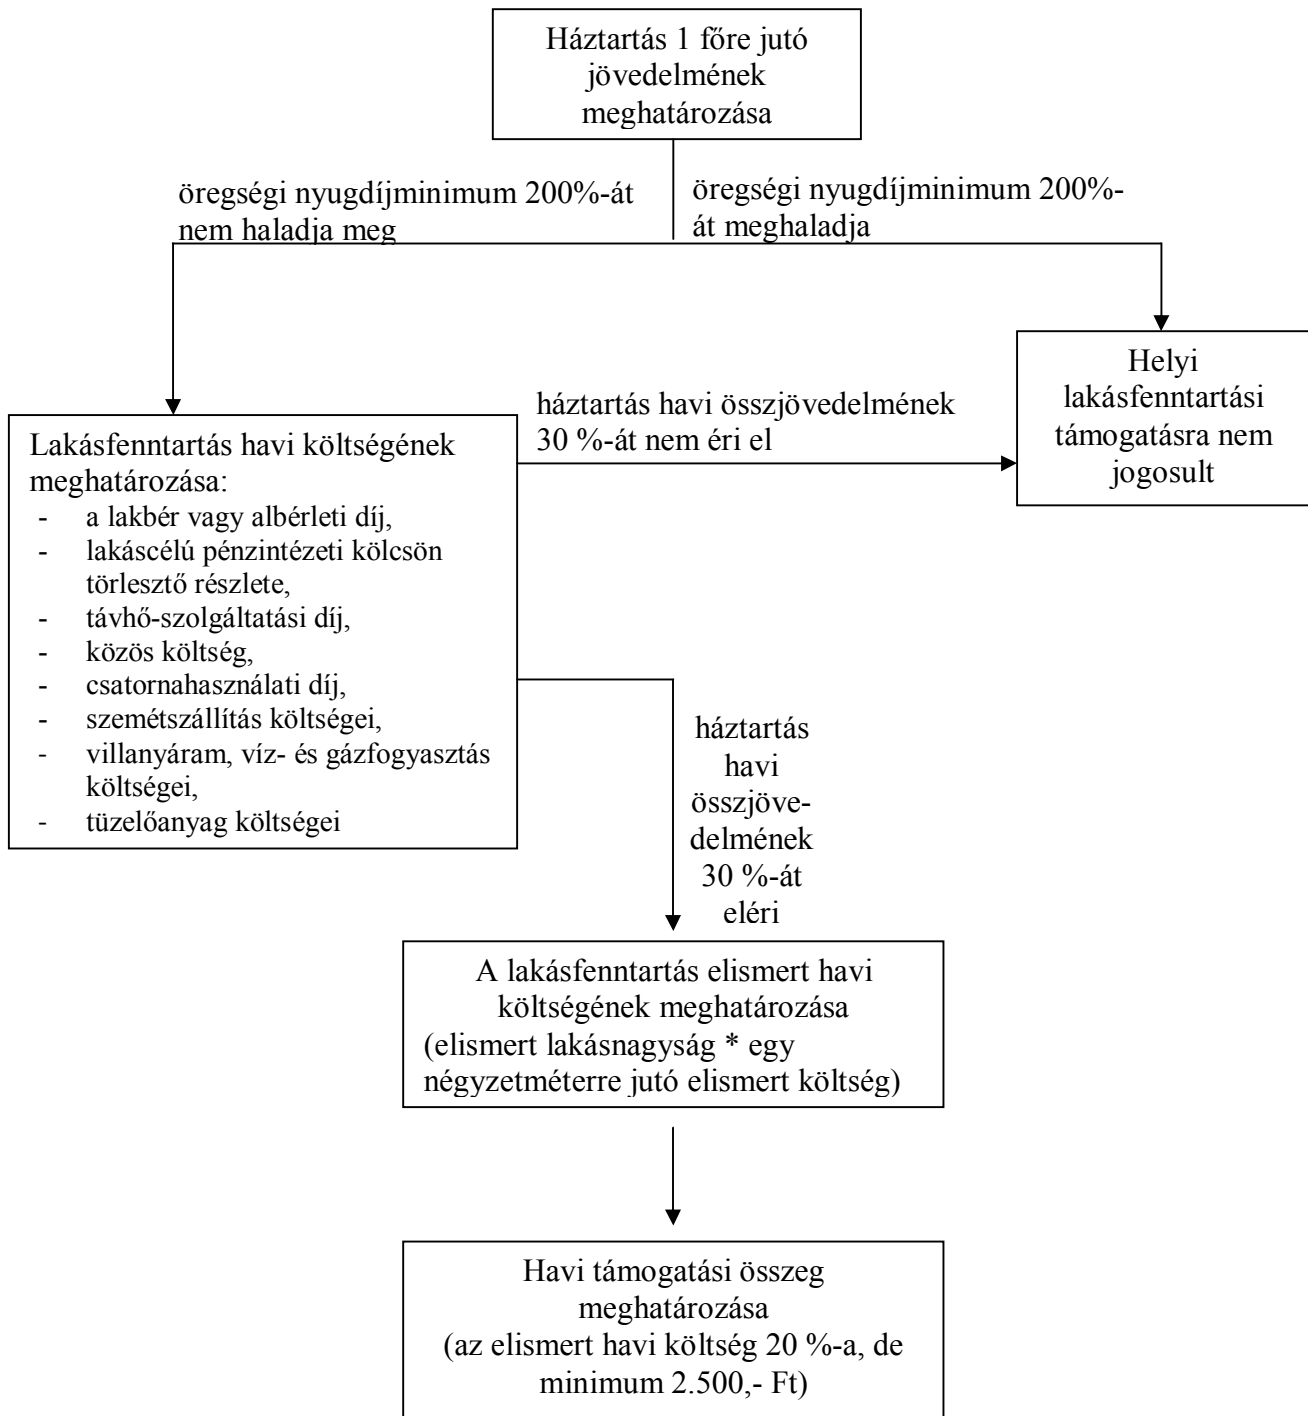 Háztartás 1 főre jutó
jövedelmének
meghatározása
öregségi nyugdíjminimum 200%-át
nem haladja meg
öregségi nyugdíjminimum 200%-
át meghaladja
Helyi
lakásfenntartási
támogatásra nem
jogosult
háztartás havi összjövedelmének
30 %-át nem éri el
Lakásfenntartás havi költségének
meghatározása:
- a lakbér vagy albérleti díj,
- lakáscélú pénzintézeti kölcsön
törlesztő részlete,
- távhő-szolgáltatási díj,
- közös költség,
- csatornahasználati díj,
- szemétszállítás költségei,
- villanyáram, víz- és gázfogyasztás
költségei,
- tüzelőanyag költségei
háztartás
havi
összjöve-
delmének
30 %-át
eléri
A lakásfenntartás elismert havi
költségének meghatározása
(elismert lakásnagyság * egy
négyzetméterre jutó elismert költség)
Havi támogatási összeg
meghatározása
(az elismert havi költség 20 %-a, de
minimum 2.500,- Ft)